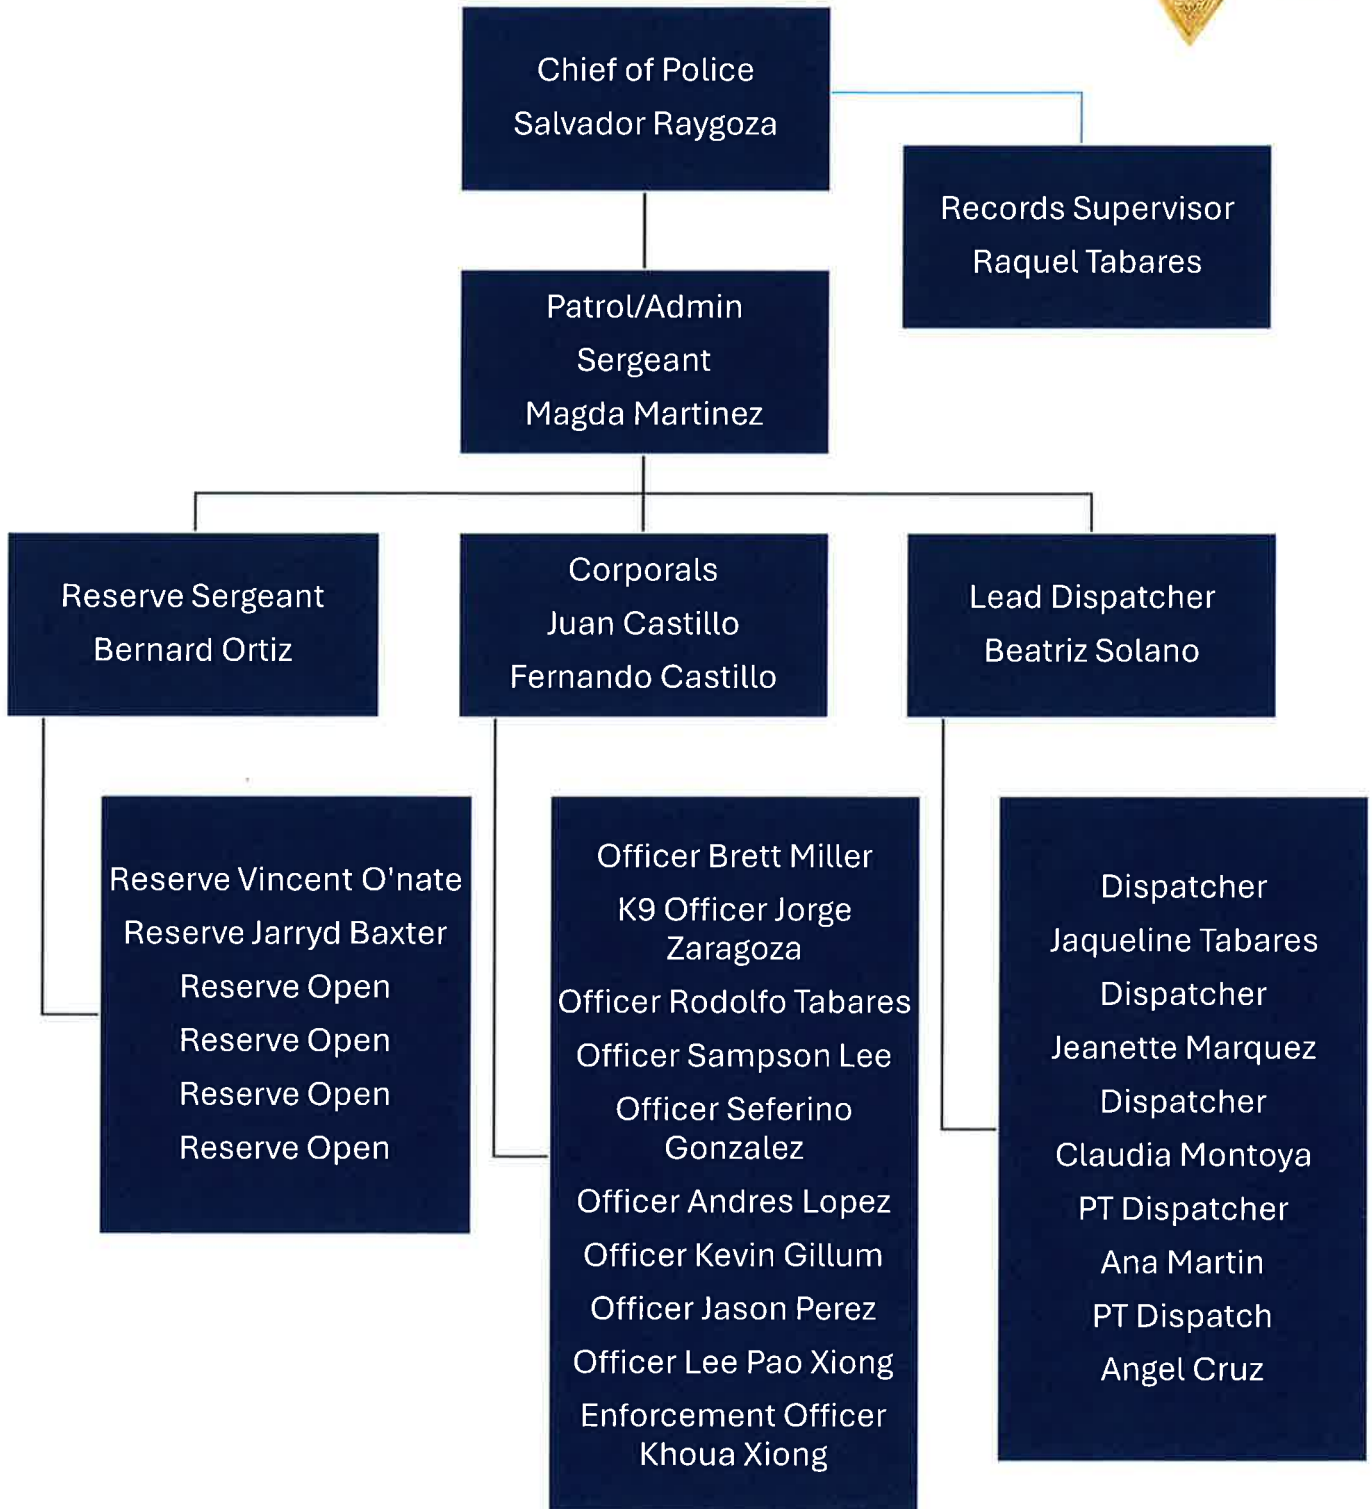 Chief of Police
Salvador Raygoza
Records Supervisor
Raquel Tabares
Patrol/Admin
Sergeant
Magda Martinez
Reserve Sergeant
Bernard Ortiz
Corporals
Juan Castillo
Fernando Castillo
Lead Dispatcher
Beatriz Solano
Reserve Vincent O'nate
Reserve Jarryd Baxter
Reserve Open
Reserve Open
Reserve Open
Reserve Open
Officer Brett Miller
K9 Officer Jorge
Zaragoza
Officer Rodolfo Tabares
Officer Sampson Lee
Officer Seferino
Gonzalez
Officer Andres Lopez
Officer Kevin Gillum
Officer Jason Perez
Officer Lee Pao Xiong
Enforcement Officer
Khoua Xiong
Dispatcher
Jaqueline Tabares
Dispatcher
Jeanette Marquez
Dispatcher
Claudia Montoya
PT Dispatcher
Ana Martin
PT Dispatch
Angel Cruz